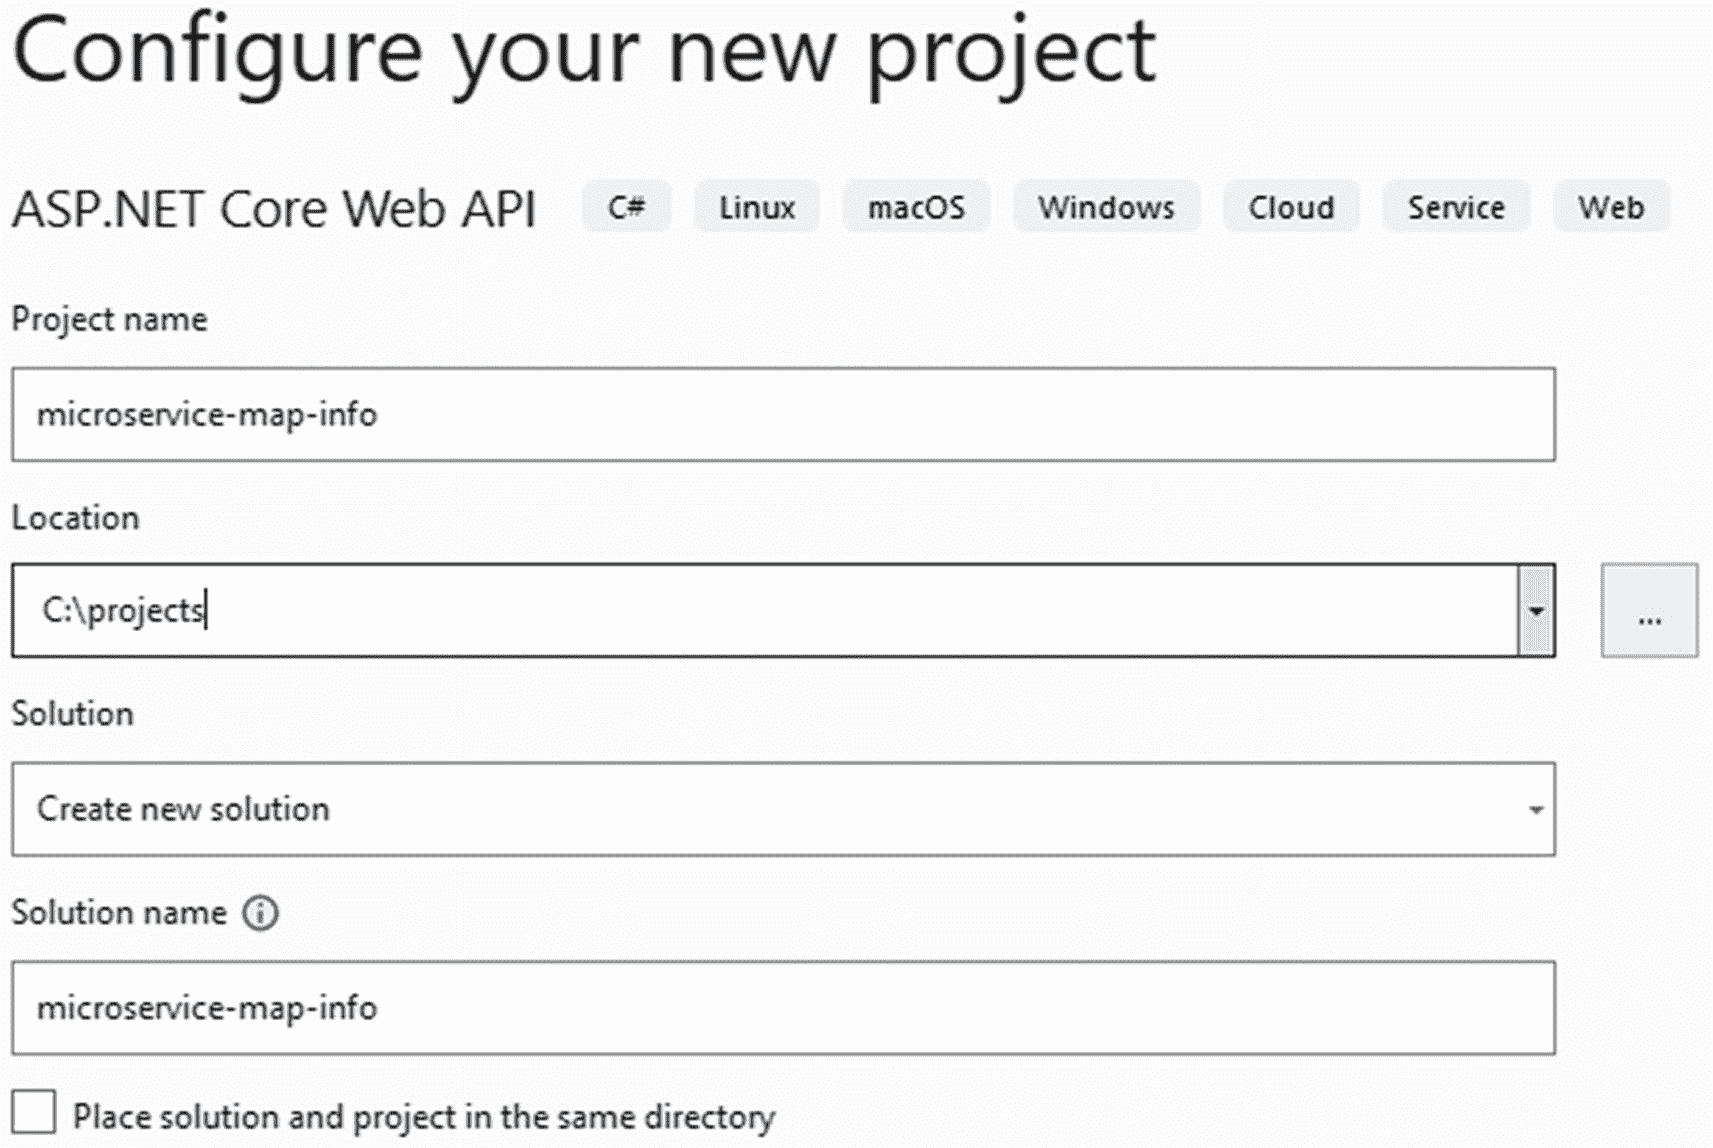 Configure your new project
ASP.NET Core Web API C# Linux macOS Windows Cloud Service Web
Project name
microservice-map-info
Location
C:\projects
...
Solution
Create new solution
Solution name
microservice-map-info
Place solution and project in the same directory